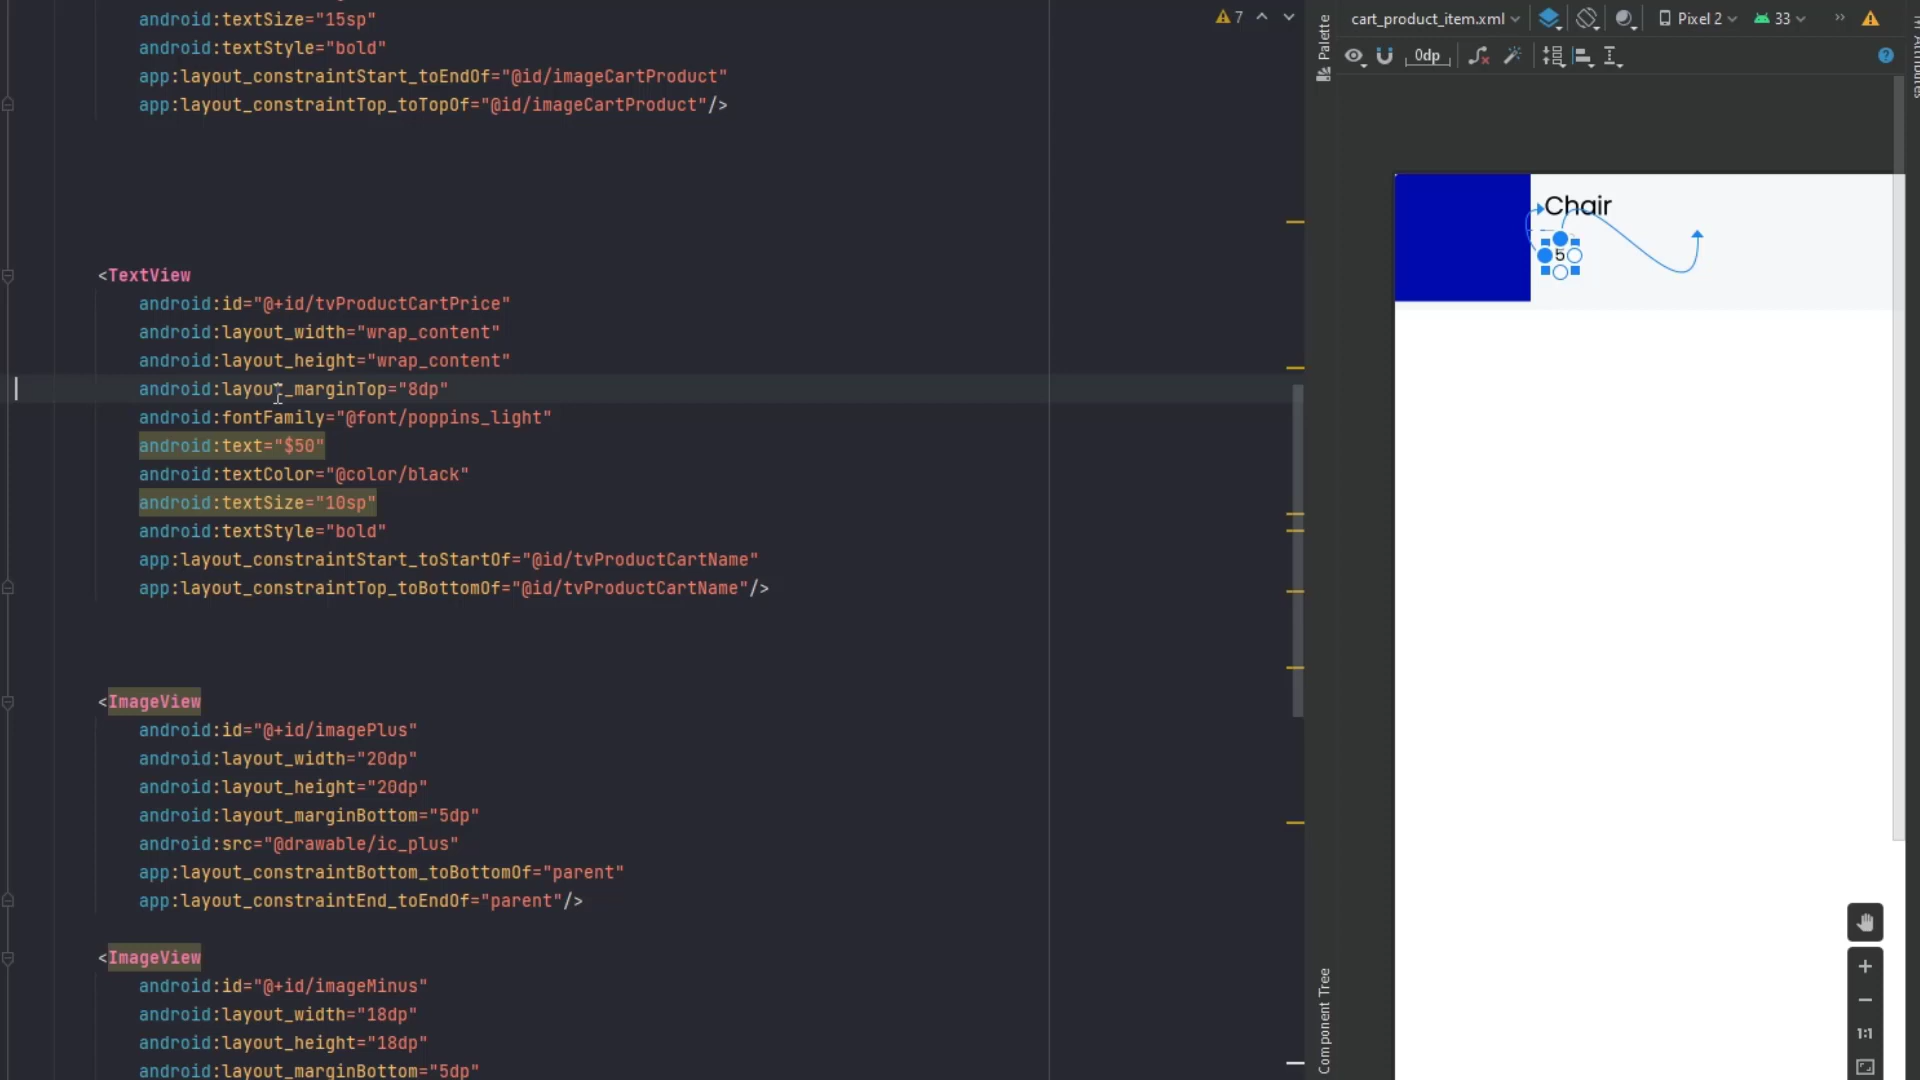 android:textSize="15sp"
android:textStyle="bold"
app:layout_constraintStart_toEndOf="@id/imageCartProduct"
app:layout_constraintTop_toTopOf="@id/imageCartProduct"/>
<TextView
android:id="@+id/tvProductCartPrice"
android:layout_width="wrap_content"
android:layout_height="wrap_content"
android:layout_marginTop="8dp"
android:fontFamily="@font/poppins_light"
android:text="$50"
android:textColor="@color/black"
android:textSize="10sp"
android:textStyle="bold"
app:layout_constraintStart_toStartOf="@id/tvProductCartName"
app:layout_constraintTop_toBottomOf="@id/tvProductCartName"/>
<ImageView
android:id="@+id/imagePlus"
android:layout_width="20dp"
android:layout_height="20dp"
android:layout_marginBottom="5dp"
android:src="@drawable/ic_plus"
app:layout_constraintBottom_toBottomOf="parent"
app:layout_constraintEnd_toEndOf="parent"/>
<ImageView
android:id="@+id/imageMinus"
android:layout_width="18dp"
android:layout_height="18dp"
android:layout_marginBottom="5dp"
7
Palette
Component Tree
cart_product_item.xml
Pixel 2
33
0dp
Attributes
Chair
5
1:1